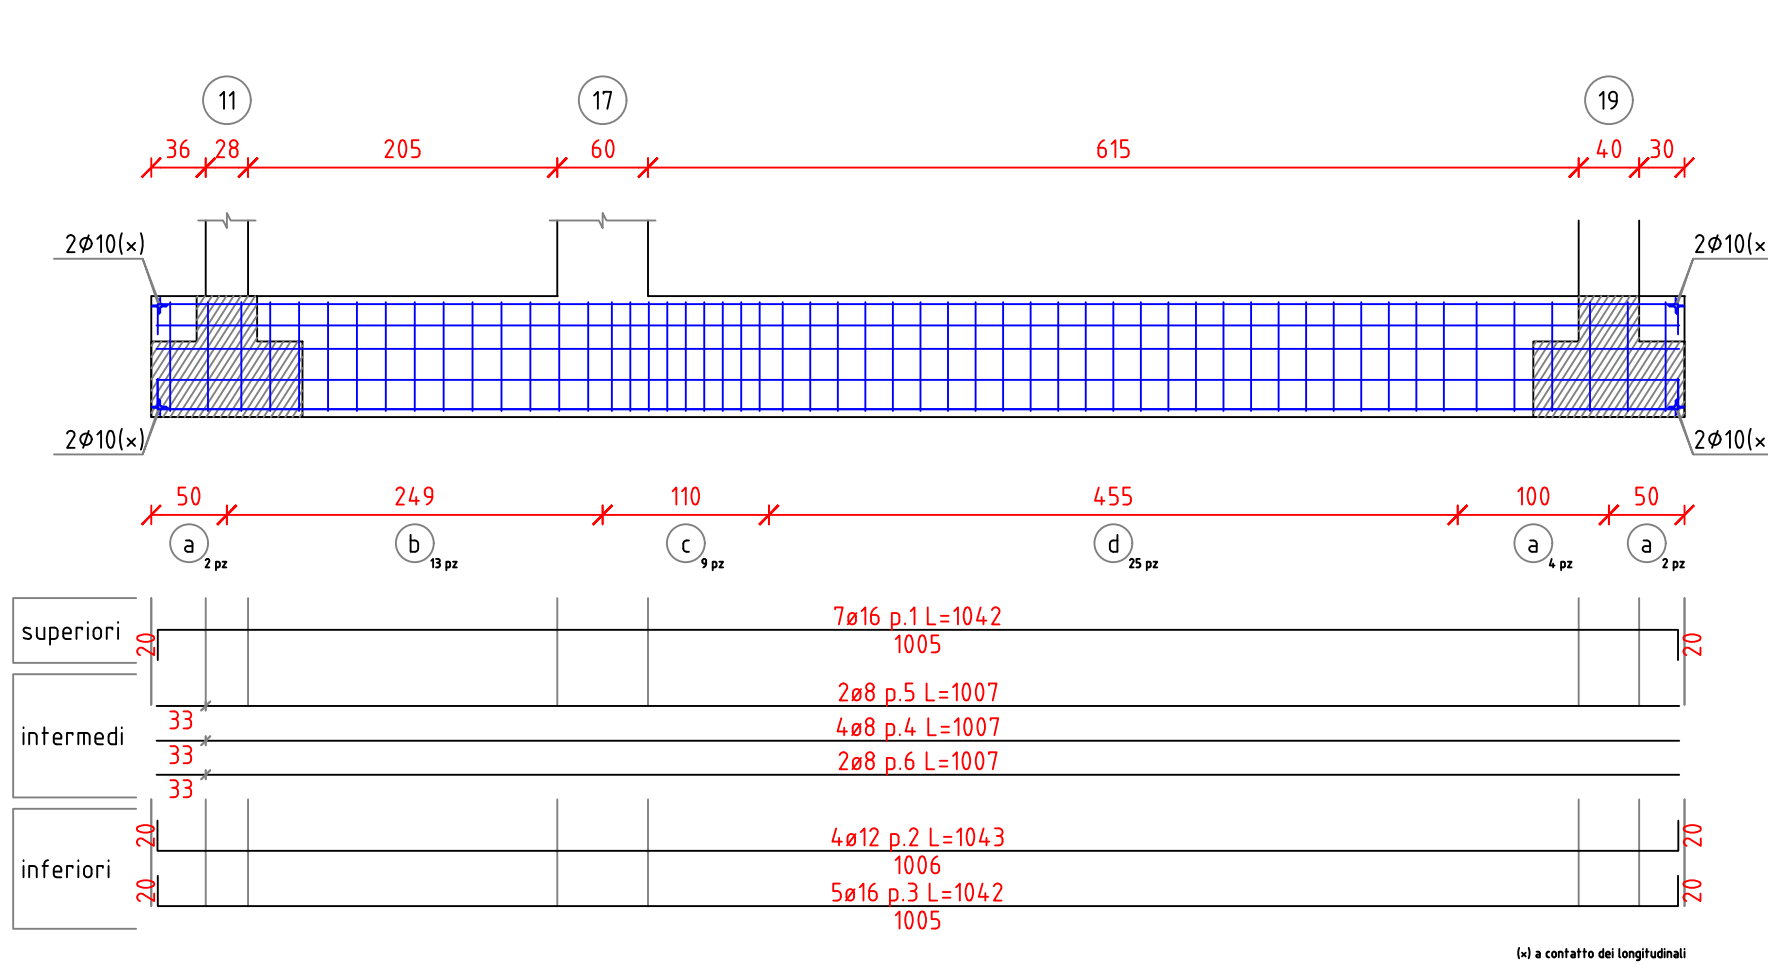 11 17 19
36 28 205 60 615 40 30
2Ø10(×) 2Ø10(×
2Ø10(×) 2Ø10(×
50 249 110 455 100 50
a 2 pz b 13 pz c 9 pz d 25 pz a 4 pz a 2 pz
superiori
7ø16 p.1 L=1042
20 1005 20
intermedi
2ø8 p.5 L=1007
33
4ø8 p.4 L=1007
33
2ø8 p.6 L=1007
33
inferiori
4ø12 p.2 L=1043
20 1006 20
5ø16 p.3 L=1042
20 1005 20
(×) a contatto dei longitudinali